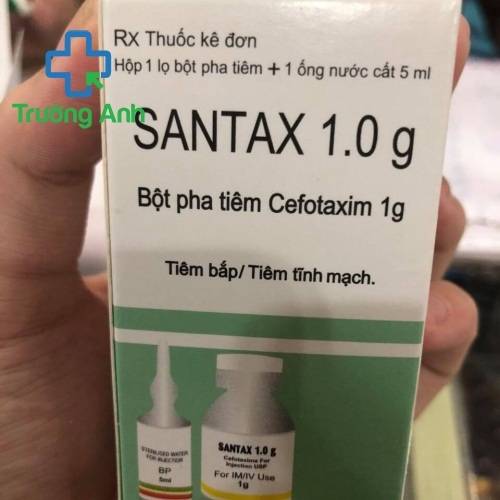 RX Thuốc kê đơn
Hộp 1 lọ bột pha tiêm + 1 ống nước cất 5 ml
Trường Anh
SANTAX 1.0 g
Bột pha tiêm Cefotaxim 1g
Tiêm bắp/ Tiêm tĩnh mạch.
STERILISED WATER
FOR INJECTION
BP
5ml
SANTAX 1.0 g
Cefotaxime For
Injection USP
For IM/IV Use
1g